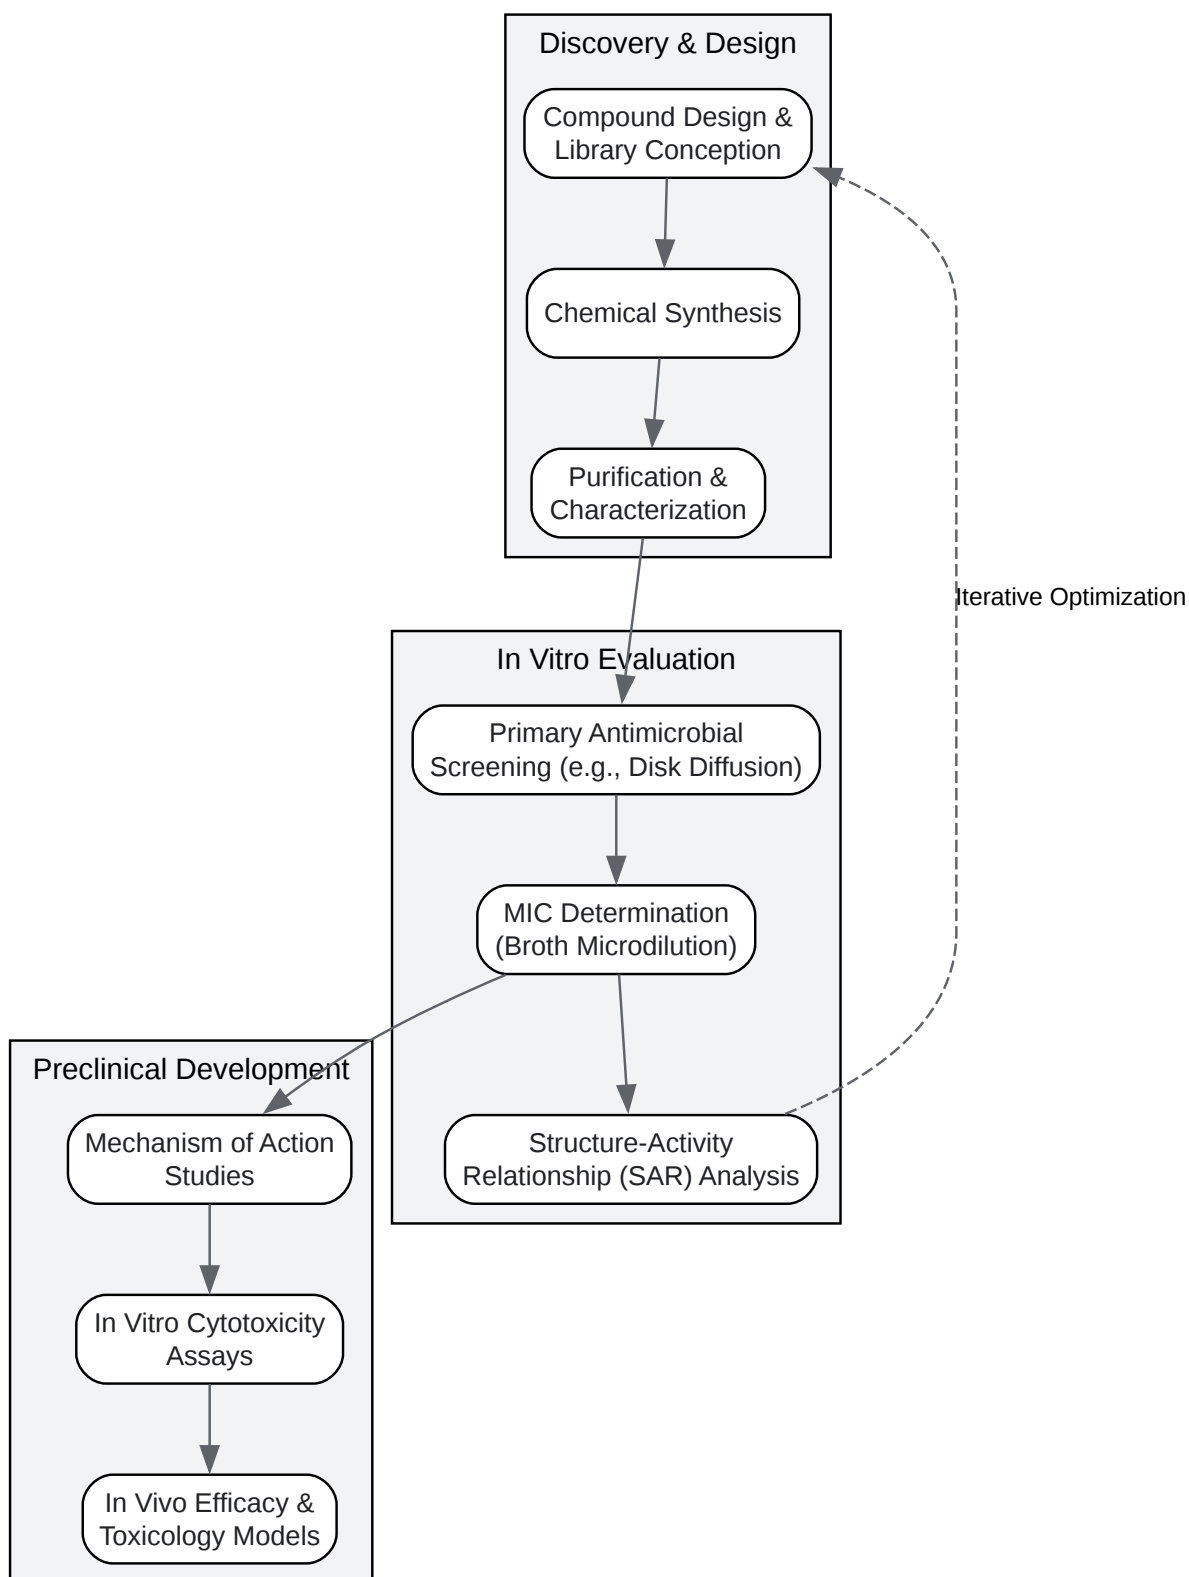 Discovery & Design
Compound Design &
Library Conception
Chemical Synthesis
Purification &
Characterization
Iterative Optimization
In Vitro Evaluation
Primary Antimicrobial
Screening (e.g., Disk Diffusion)
MIC Determination
(Broth Microdilution)
Structure-Activity
Relationship (SAR) Analysis
Preclinical Development
Mechanism of Action
Studies
In Vitro Cytotoxicity
Assays
In Vivo Efficacy &
Toxicology Models